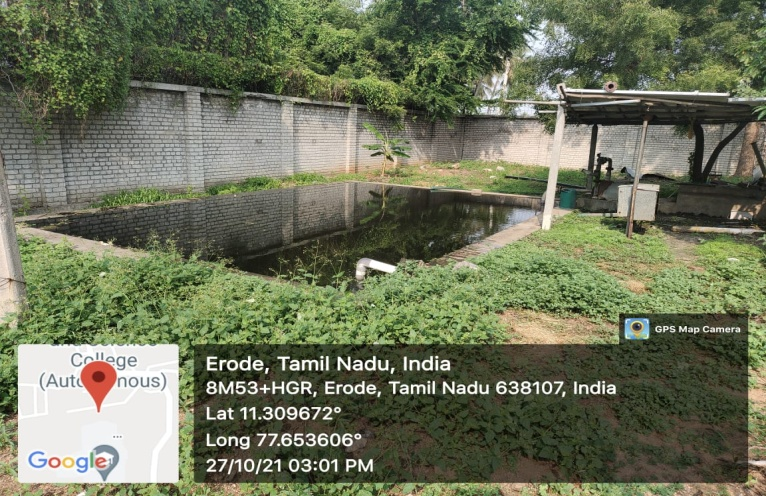 GPS Map Camera
College
(Autonomous)
Google
Erode, Tamil Nadu, India
8M53+HGR, Erode, Tamil Nadu 638107, India
Lat 11.309672°
Long 77.653606°
27/10/21 03:01 PM